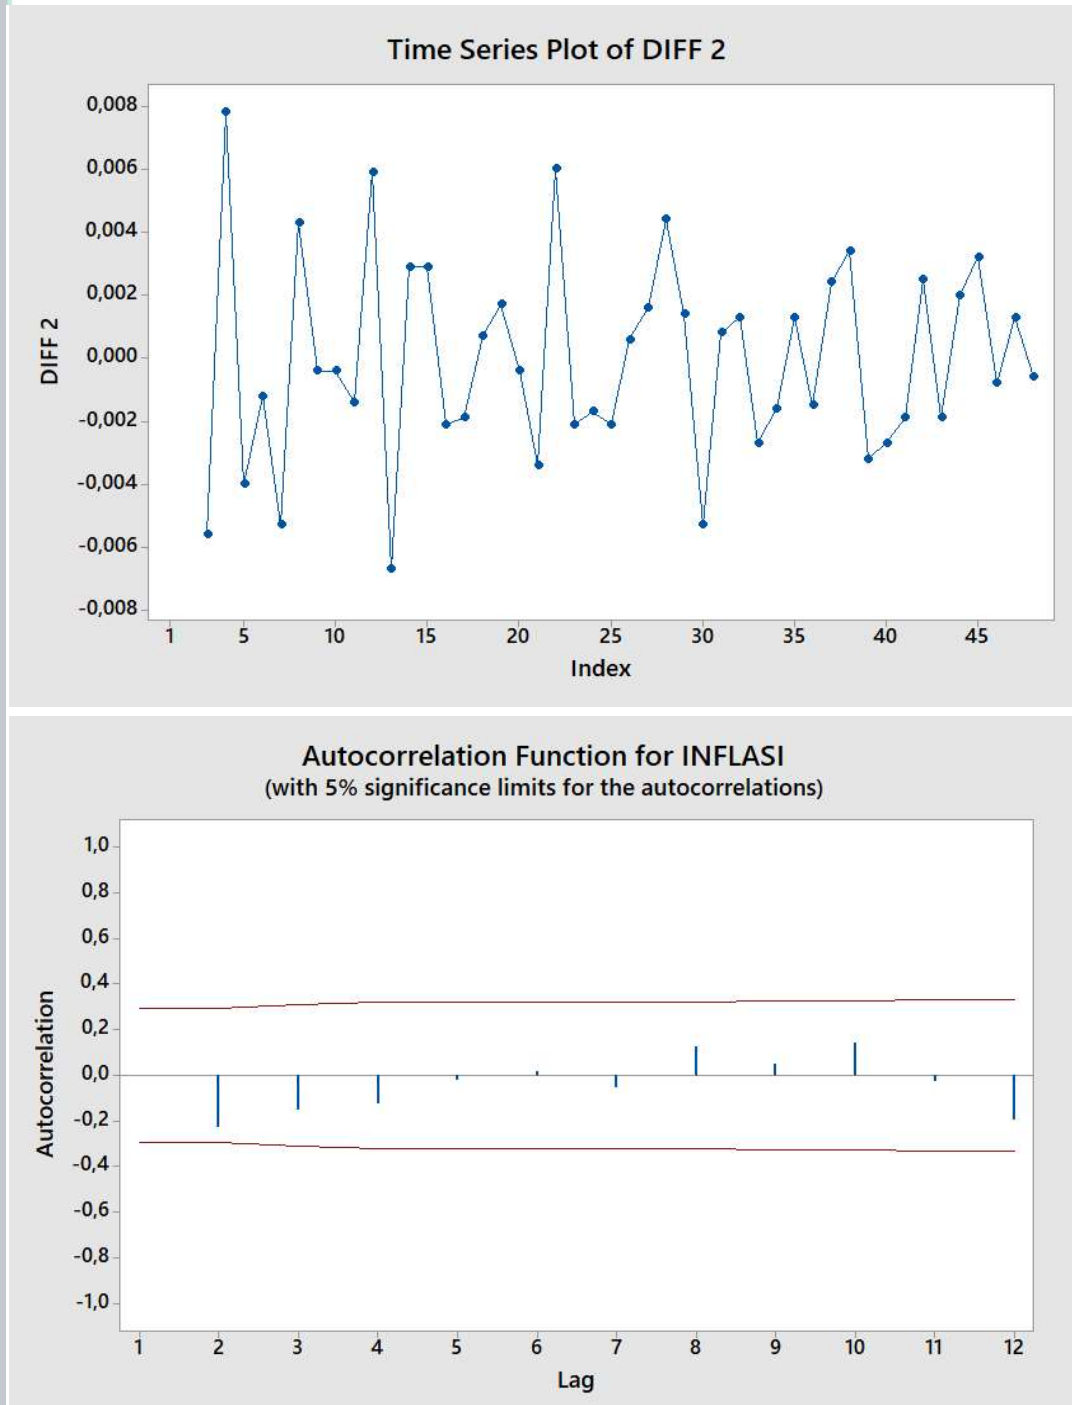 Time Series Plot of DIFF 2
DIFF 2
0,008
0,006
0,004
0,002
0,000
-0,002
-0,004
-0,006
-0,008
1 5 10 15 20 25 30 35 40 45
Index
Autocorrelation Function for INFLASI
(with 5% significance limits for the autocorrelations)
Autocorrelation
1,0
0,8
0,6
0,4
0,2
0,0
-0,2
-0,4
-0,6
-0,8
-1,0
1 2 3 4 5 6 7 8 9 10 11 12
Lag